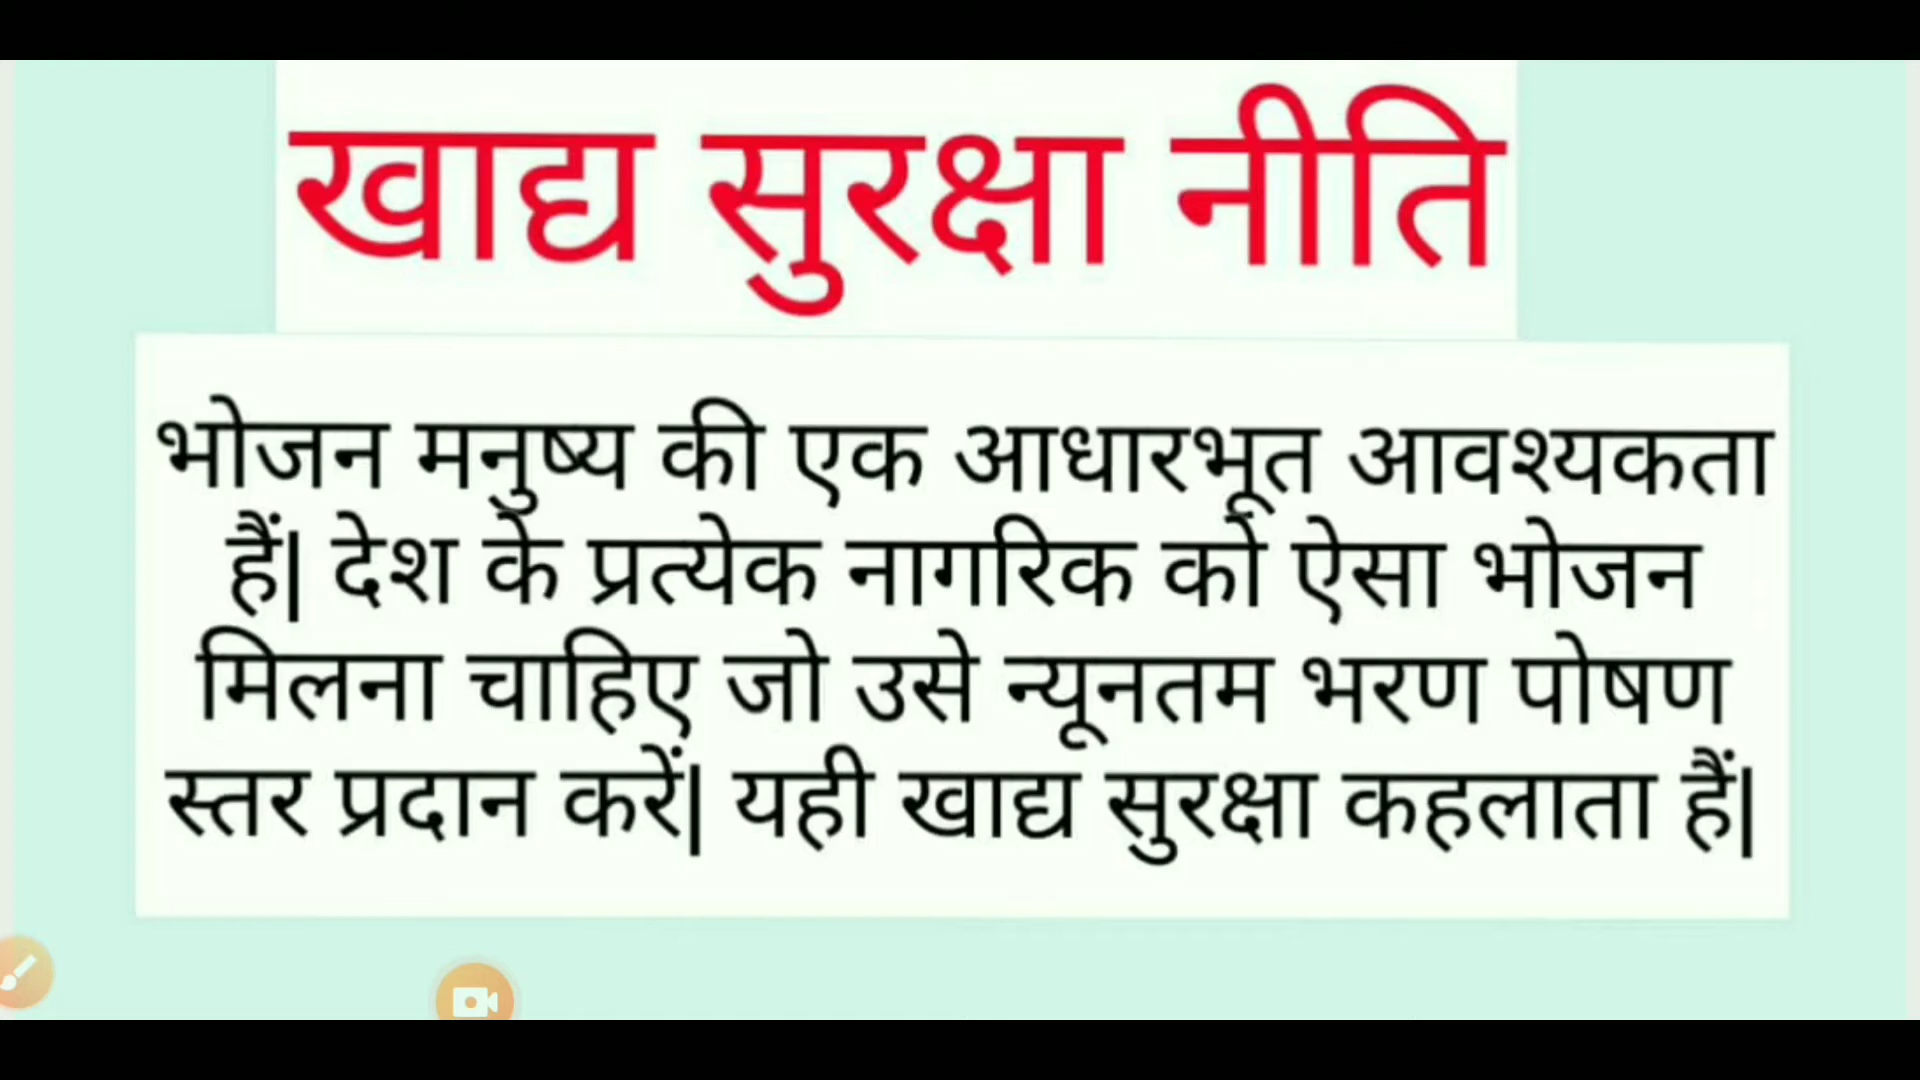 खाद्य सुरक्षा नीति
भोजन मनुष्य की एक आधारभूत आवश्यकता
हैं| देश के प्रत्येक नागरिक को ऐसा भोजन
मिलना चाहिए जो उसे न्यूनतम भरण पोषण
स्तर प्रदान करें| यही खाद्य सुरक्षा कहलाता हैं|